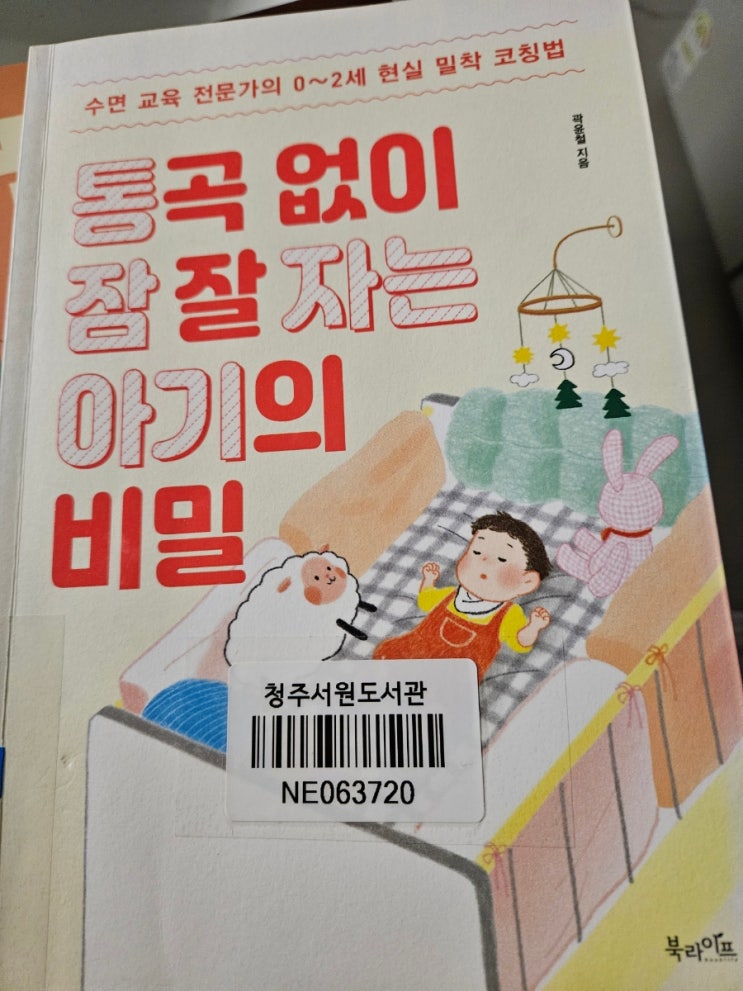 수면 교육 전문가의 0~2세 현실 밀착 코칭법
곽윤철 지음
통곡 없이
잠 잘 자는
아기의
비밀
청주서원도서관
NE063720
북라이프